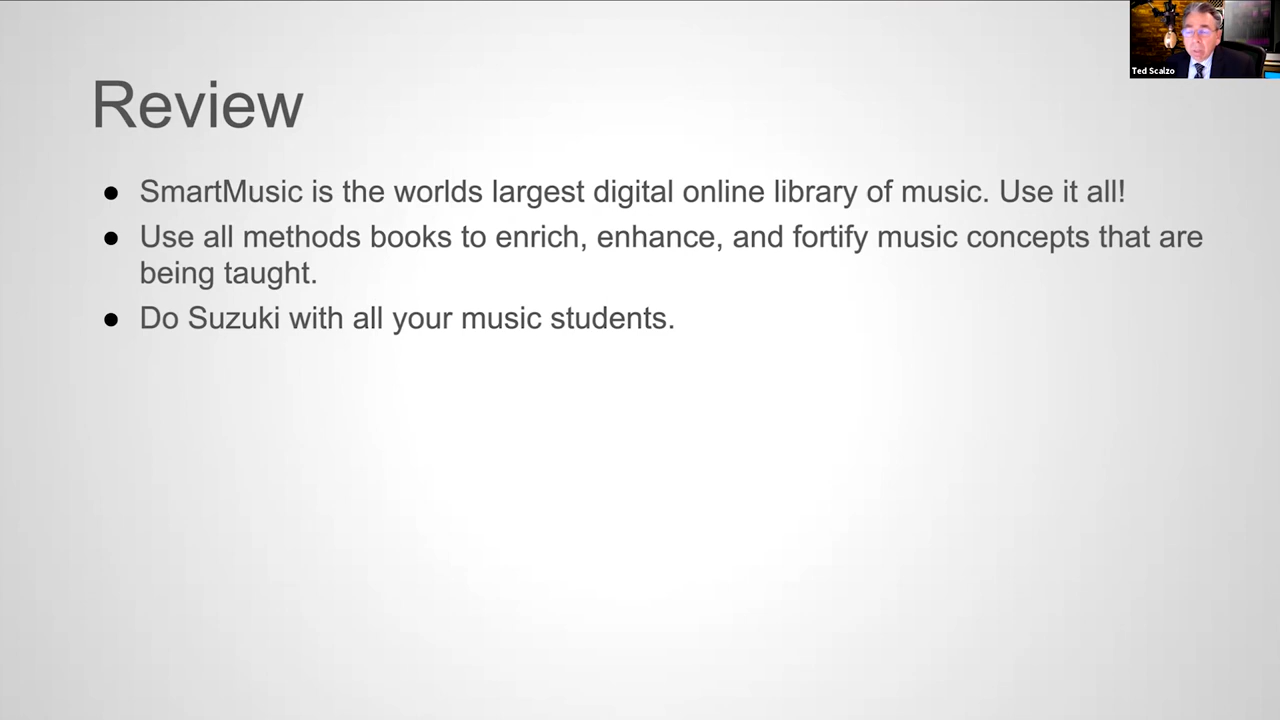 Review
● SmartMusic is the worlds largest digital online library of music. Use it all!
● Use all methods books to enrich, enhance, and fortify music concepts that are
being taught.
● Do Suzuki with all your music students.
Ted Scalzo